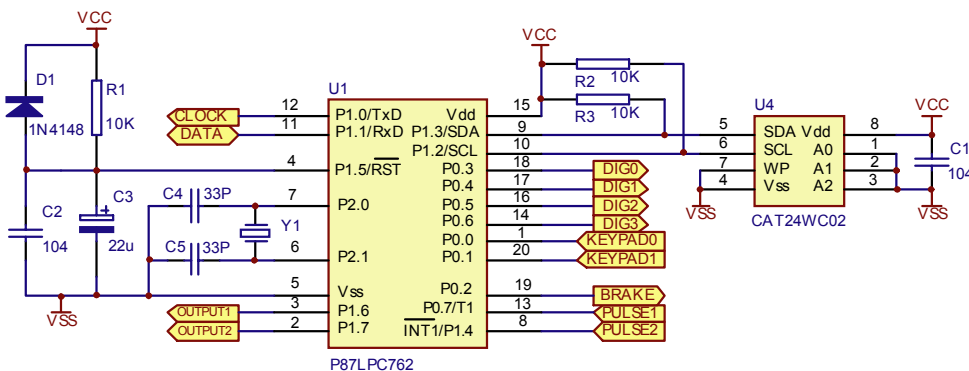 VCC
D1
1N4148
R1
10K
C2
104
C3
22u
+
VSS
CLOCK
DATA
C4
33P
C5
33P
Y1
OUTPUT1
OUTPUT2
U1
12 P1.0/TxD
11 P1.1/RxD
4 P1.5/RST
7 P2.0
6 P2.1
5 Vss
3 P1.6
2 P1.7
Vdd 15
P1.3/SDA 9
P1.2/SCL 10
P0.3 18
P0.4 17
P0.5 16
P0.6 14
P0.0 1
P0.1 20
P0.2 19
P0.7/T1 13
INT1/P1.4 8
P87LPC762
VCC
R2
10K
R3
10K
DIG0
DIG1
DIG2
DIG3
KEYPAD0
KEYPAD1
BRAKE
PULSE1
PULSE2
U4
5 SDA Vdd 8
6 SCL A0 1
7 WP A1 2
4 Vss A2 3
CAT24WC02
VSS
VCC
C1
104
VSS